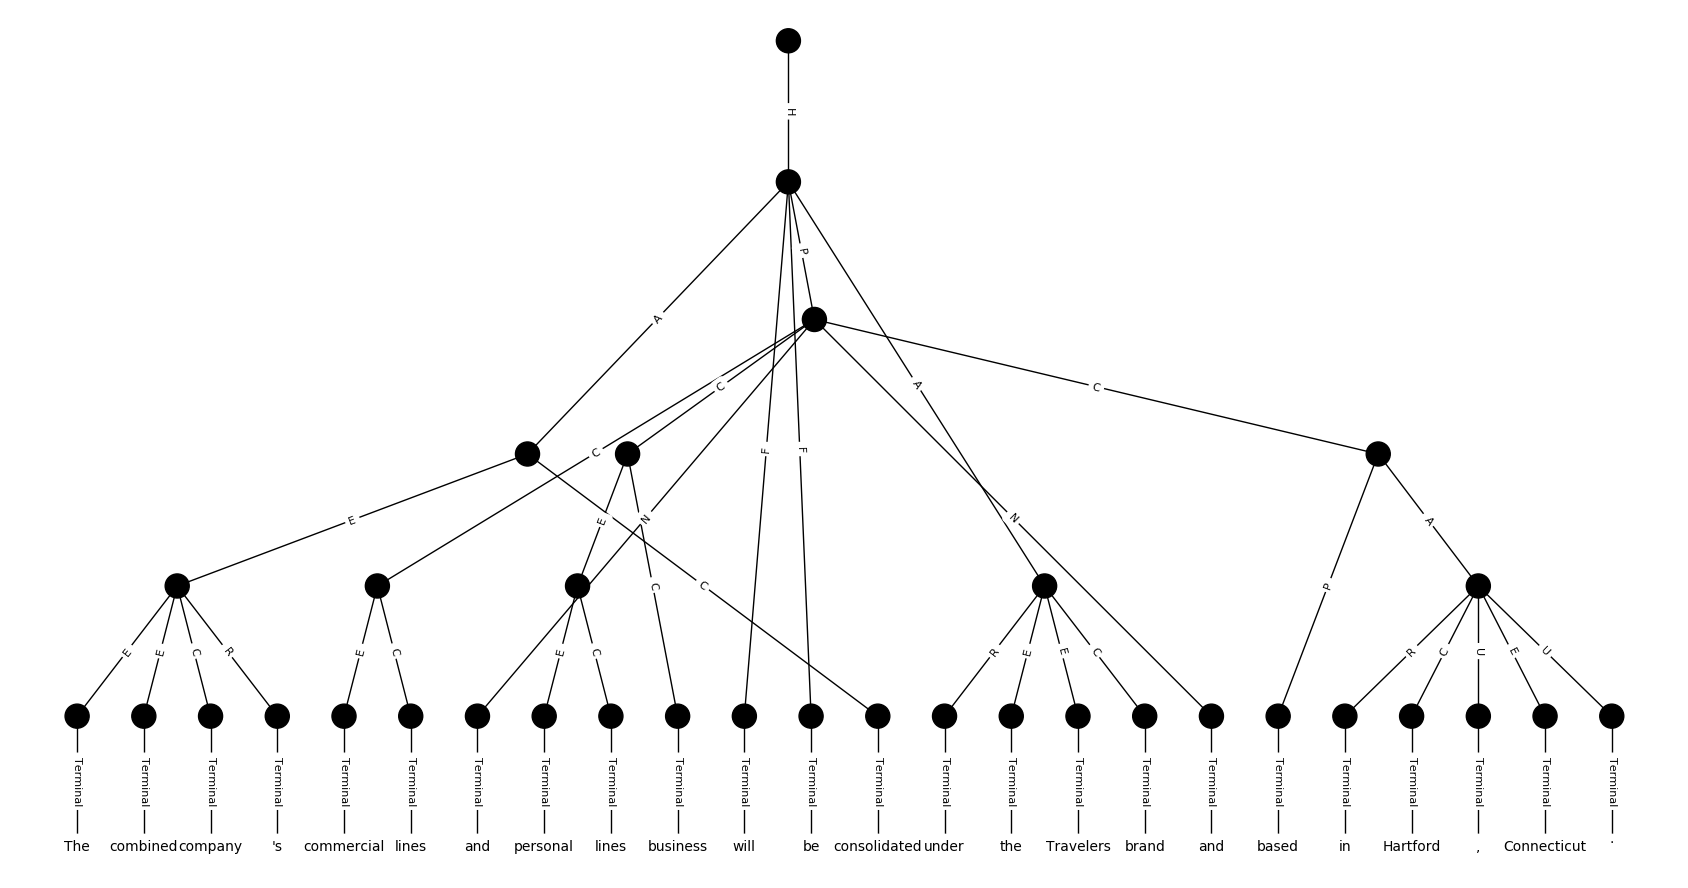 H
P
A
C
A
C
C
F
F
E
E
N
N
A
C
P
C
E
E
C
R
E
C
E
C
R
E
E
C
R
C
U
E
U
Terminal Terminal Terminal Terminal Terminal Terminal Terminal Terminal Terminal Terminal Terminal Terminal Terminal Terminal Terminal Terminal Terminal Terminal Terminal Terminal Terminal Terminal Terminal Terminal
The combined company 's commercial lines and personal lines business will be consolidated under the Travelers brand and based in Hartford , Connecticut .